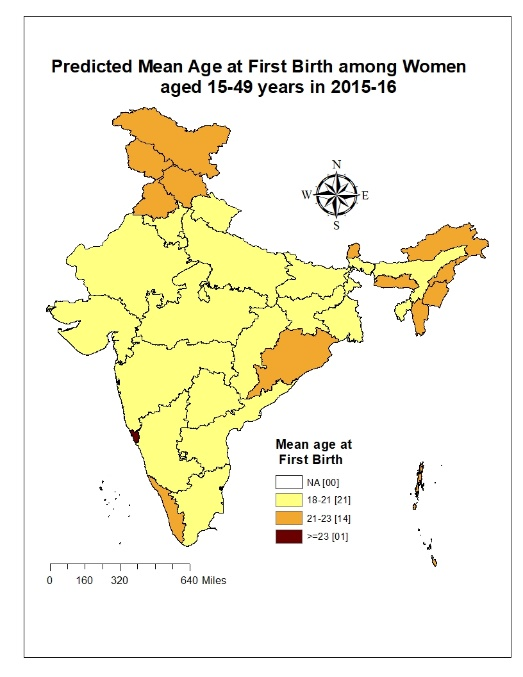 Predicted Mean Age at First Birth among Women
aged 15-49 years in 2015-16
N
W E
S
Mean age at
First Birth
NA [00]
18-21 [21]
21-23 [14]
>=23 [01]
0 160 320 640 Miles